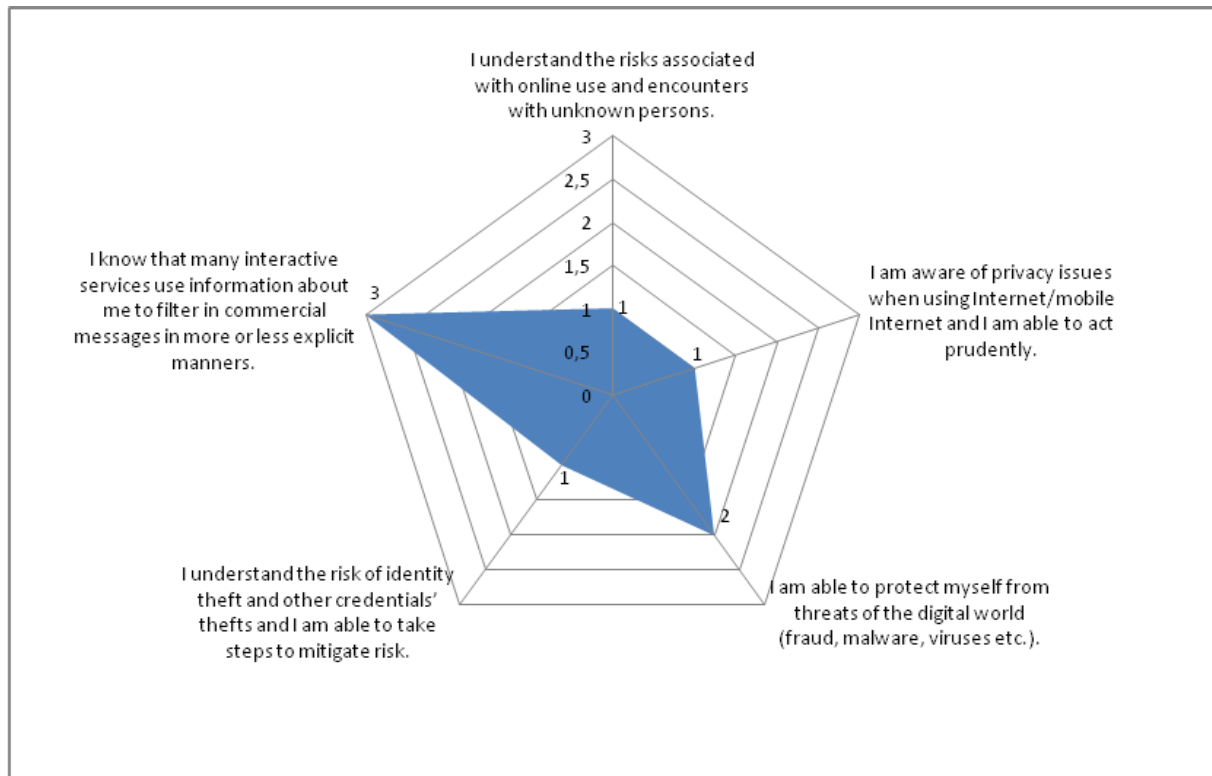 I understand the risks associated
with online use and encounters
with unknown persons.
3
2,5
2
1,5
1
0,5
0
1
I am aware of privacy issues
when using Internet/mobile
Internet and I am able to act
prudently.
1
I am able to protect myself from
threats of the digital world
(fraud, malware, viruses etc.).
2
I understand the risk of identity
theft and other credentials’
thefts and I am able to take
steps to mitigate risk.
1
I know that many interactive
services use information about
me to filter in commercial
messages in more or less explicit
manners.
3